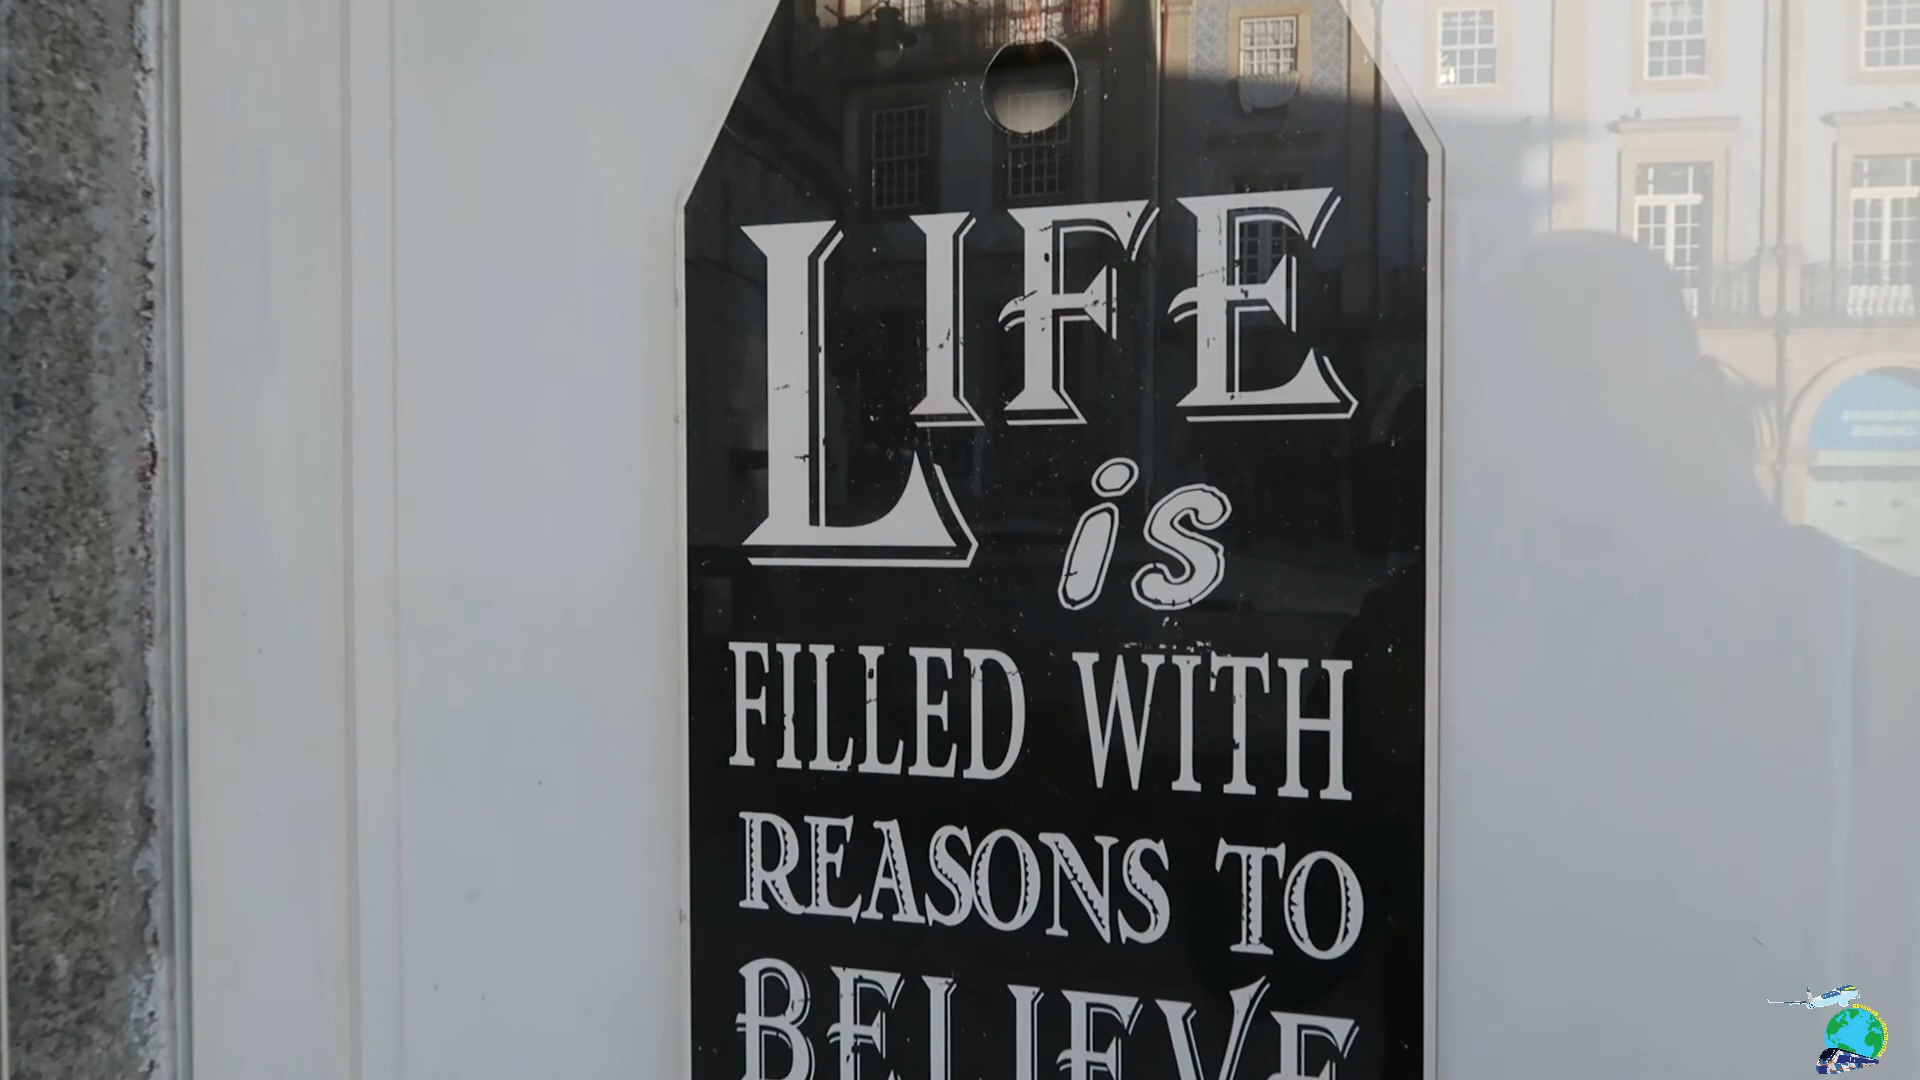 LIFE
is
FILLED WITH
REASONS TO
BELIEVE